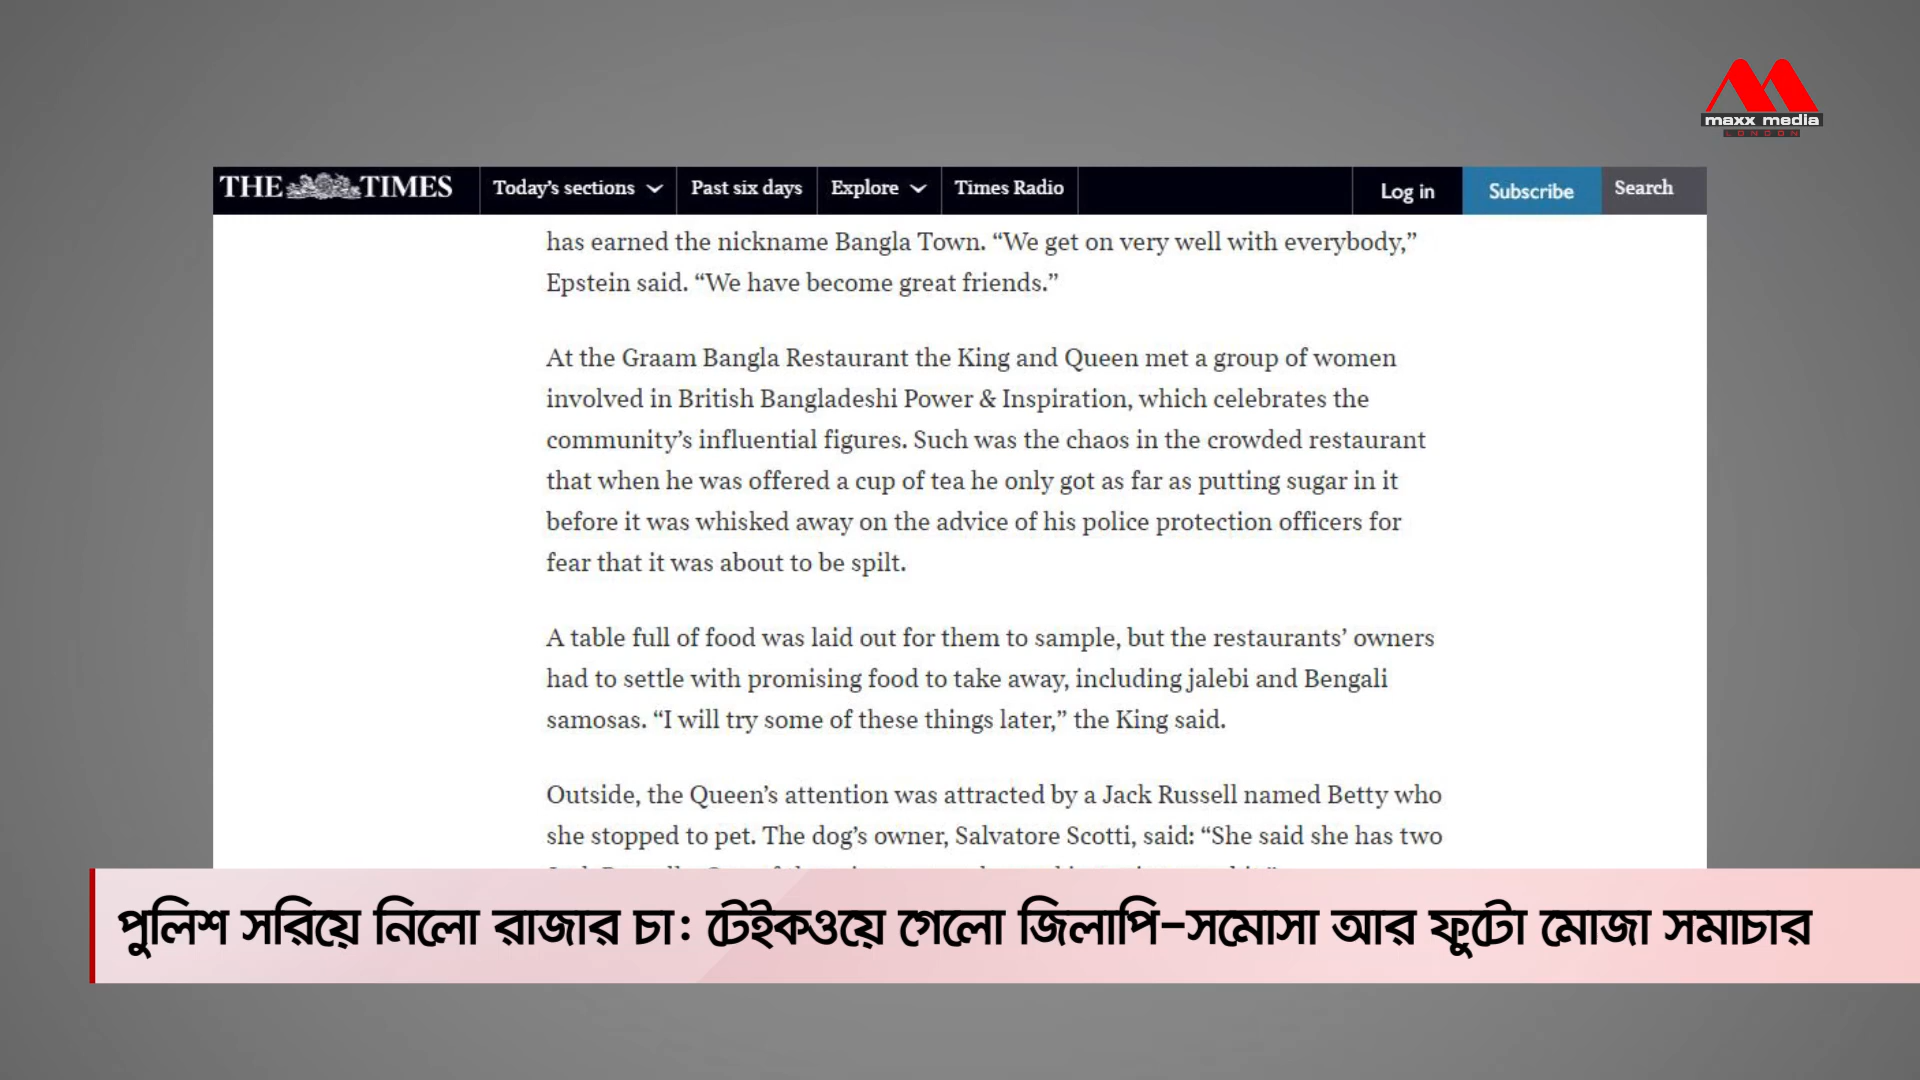 maxx media
LONDON
THE TIMES
Today's sections
Past six days
Explore
Times Radio
Log in
Subscribe
Search
has earned the nickname Bangla Town. “We get on very well with everybody,”
Epstein said. “We have become great friends.”
At the Graam Bangla Restaurant the King and Queen met a group of women
involved in British Bangladeshi Power & Inspiration, which celebrates the
community’s influential figures. Such was the chaos in the crowded restaurant
that when he was offered a cup of tea he only got as far as putting sugar in it
before it was whisked away on the advice of his police protection officers for
fear that it was about to be spilt.
A table full of food was laid out for them to sample, but the restaurants’ owners
had to settle with promising food to take away, including jalebi and Bengali
samosas. “I will try some of these things later,” the King said.
Outside, the Queen’s attention was attracted by a Jack Russell named Betty who
she stopped to pet. The dog’s owner, Salvatore Scotti, said: “She said she has two
পুলিশ সরিয়ে নিলো রাজার চা: টেইকওয়ে গেলো জিলাপি-সমোসা আর ফুটো মোজা সমাচার